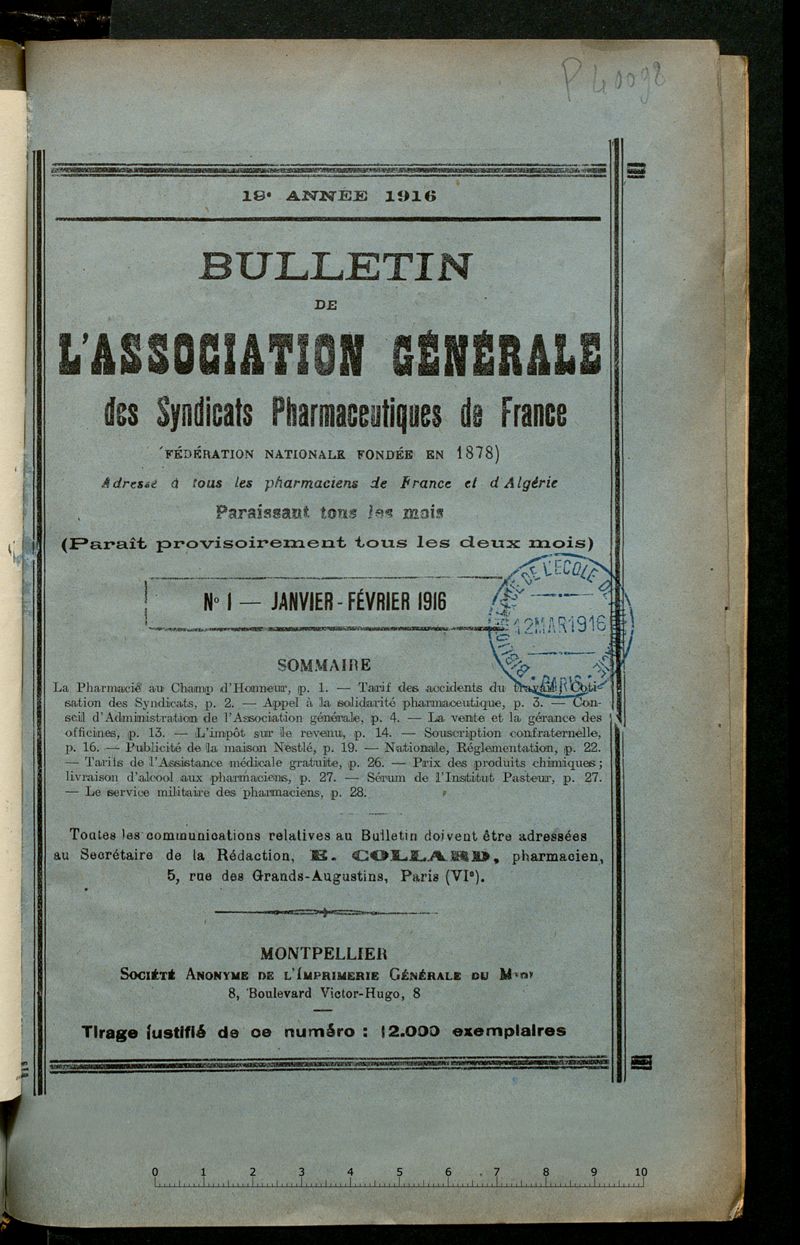 P 40098
18e ANNÉE 1916
BULLETIN
DE
L'ASSOCIATION GÉNÉRALE
des Syndicats Pharmaceutiques de France
(FÉDÉRATION NATIONALE FONDÉE EN 1878)
Adressé à tous les pharmaciens de France et d'Algérie
Paraissant tous les mois
(Paraît provisoirement tous les deux mois)
N° 1 — JANVIER - FÉVRIER 1916
DE L'ECOLE
12 MAR 1916
PARIS
SOMMAIRE
La Pharmacie au Champ d'Honneur, p. 1. — Tarif des accidents du travail; Coti-
sation des Syndicats, p. 2. — Appel à la solidarité pharmaceutique, p. 3. — Con-
seil d'Administration de l'Association générale, p. 4. — La vente et la gérance des
officines, p. 13. — L'impôt sur le revenu, p. 14. — Souscription confraternelle,
p. 16. — Publicité de la maison Nestlé, p. 19. — Nationale, Réglementation, p. 22.
— Tarifs de l'Assistance médicale gratuite, p. 26. — Prix des produits chimiques;
livraison d'alcool aux pharmaciens, p. 27. — Sérum de l'Institut Pasteur, p. 27.
— Le service militaire des pharmaciens, p. 28.
Toutes les communications relatives au Bulletin doivent être adressées
au Secrétaire de la Rédaction, E. COLLARD, pharmacien,
5, rue des Grands-Augustins, Paris (VIe).
MONTPELLIER
SOCIÉTÉ ANONYME DE L'IMPRIMERIE GÉNÉRALE DU MIDI
8, Boulevard Victor-Hugo, 8
Tirage justifié de ce numéro : 12.000 exemplaires
0 1 2 3 4 5 6 7 8 9 10